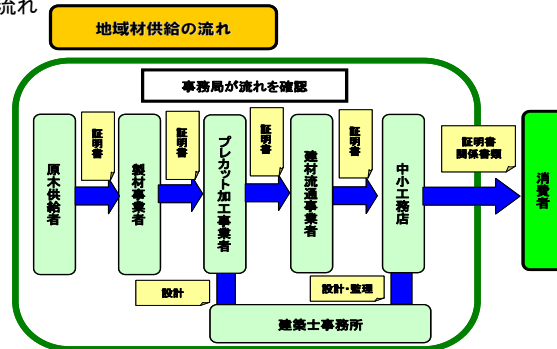 流れ
地域材供給の流れ
事務局が流れを確認
原木供給者
証明書
製材事業者
証明書
プレカット加工事業者
証明書
建材流通事業者
証明書
中小工務店
証明書
関係書類
消費者
設計
設計・監理
建築士事務所